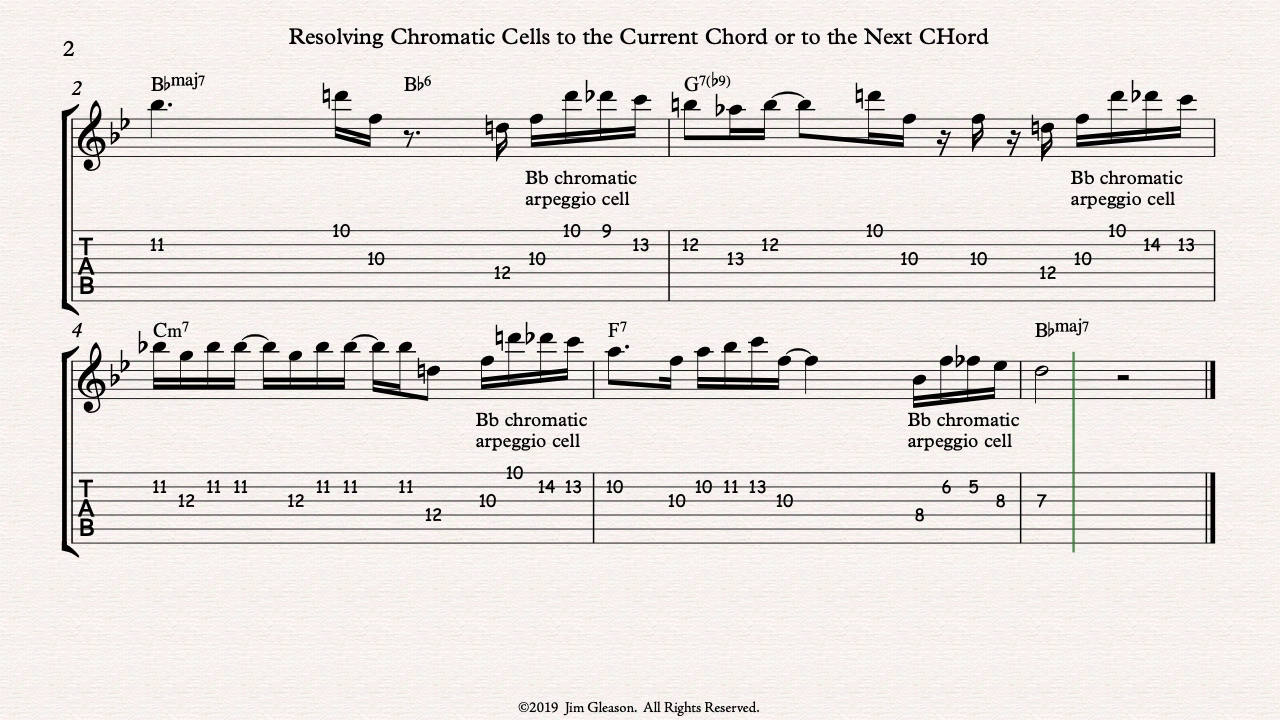 Resolving Chromatic Cells to the Current Chord or to the Next CHord
2
2 B♭maj7 B♭6 G7(♭9)
Bb chromatic Bb chromatic
arpeggio cell arpeggio cell
10 10 9 10 10
T 11 13 12 12 14 13
A 10 10 13 10 10 10
12 12
B
4 Cm7 F7 B♭maj7
Bb chromatic Bb chromatic
arpeggio cell arpeggio cell
10
T 11 11 11 11 11 11 14 13 10 10 11 13 6 5
A 12 12 10 10 10 8 7
12 8
B
©2019 Jim Gleason. All Rights Reserved.